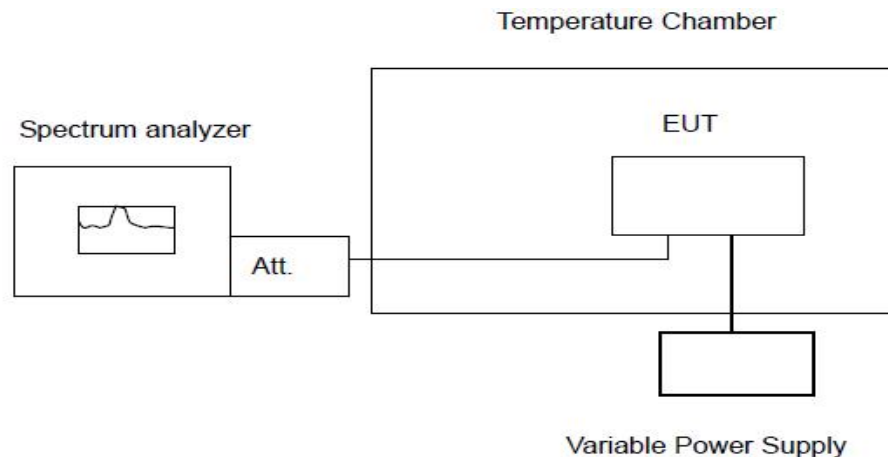 Temperature Chamber
Spectrum analyzer
EUT
Att.
Variable Power Supply